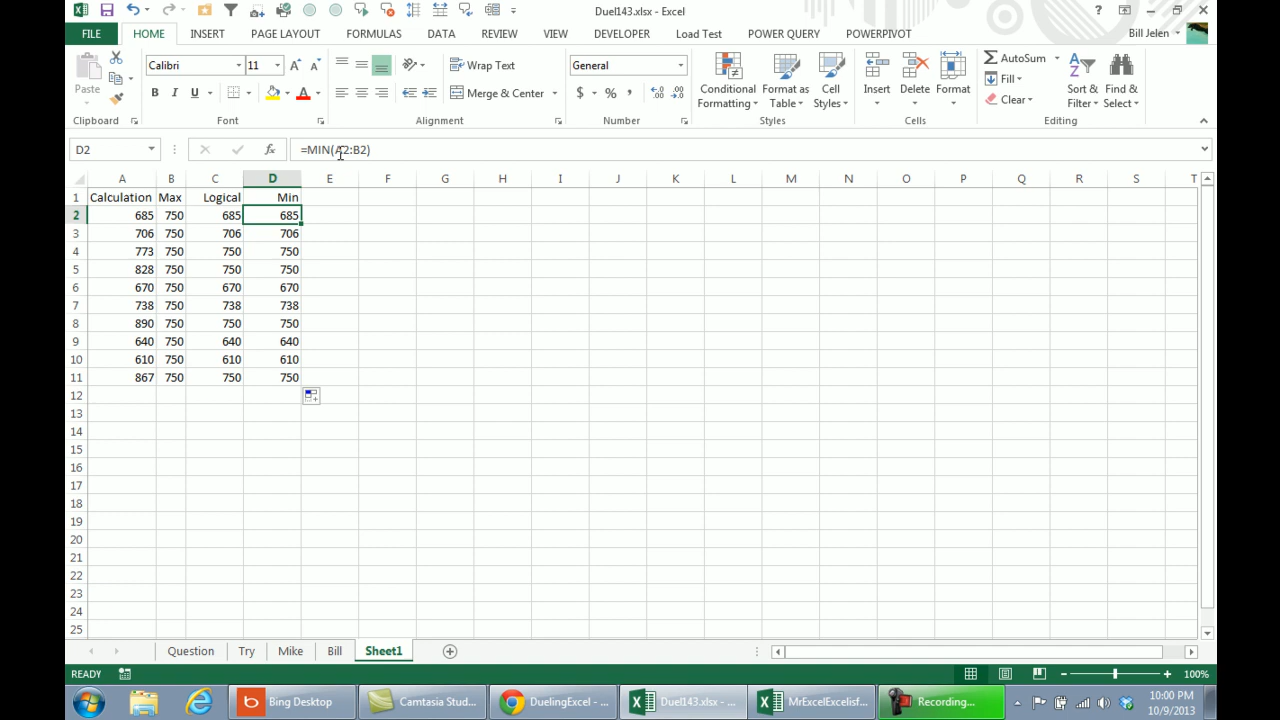 Duel143.xlsx - Excel
FILE HOME INSERT PAGE LAYOUT FORMULAS DATA REVIEW VIEW DEVELOPER Load Test POWER QUERY POWERPIVOT Bill Jelen
Paste
Calibri 11
B I U A
Wrap Text
Merge & Center
General
$ % ,
Conditional Formatting
Format as Table
Cell Styles
Insert
Delete
Format
AutoSum
Fill
Clear
Sort & Filter
Find & Select
Clipboard Font Alignment Number Styles Cells Editing
D2 fx =MIN(A2:B2)
A B C D E F G H I J K L M N O P Q R S T
1 Calculation Max Logical Min
2 685 750 685 685
3 706 750 706 706
4 773 750 750 750
5 828 750 750 750
6 670 750 670 670
7 738 750 738 738
8 890 750 750 750
9 640 750 640 640
10 610 750 610 610
11 867 750 750 750
12
13
14
15
16
17
18
19
20
21
22
23
24
25
Question Try Mike Bill Sheet1
READY 100%
Bing Desktop Camtasia Stud... DuelingExcel - ... Duel143.xlsx - ... MrExcelExcelisf... Recording...
10:00 PM
10/9/2013